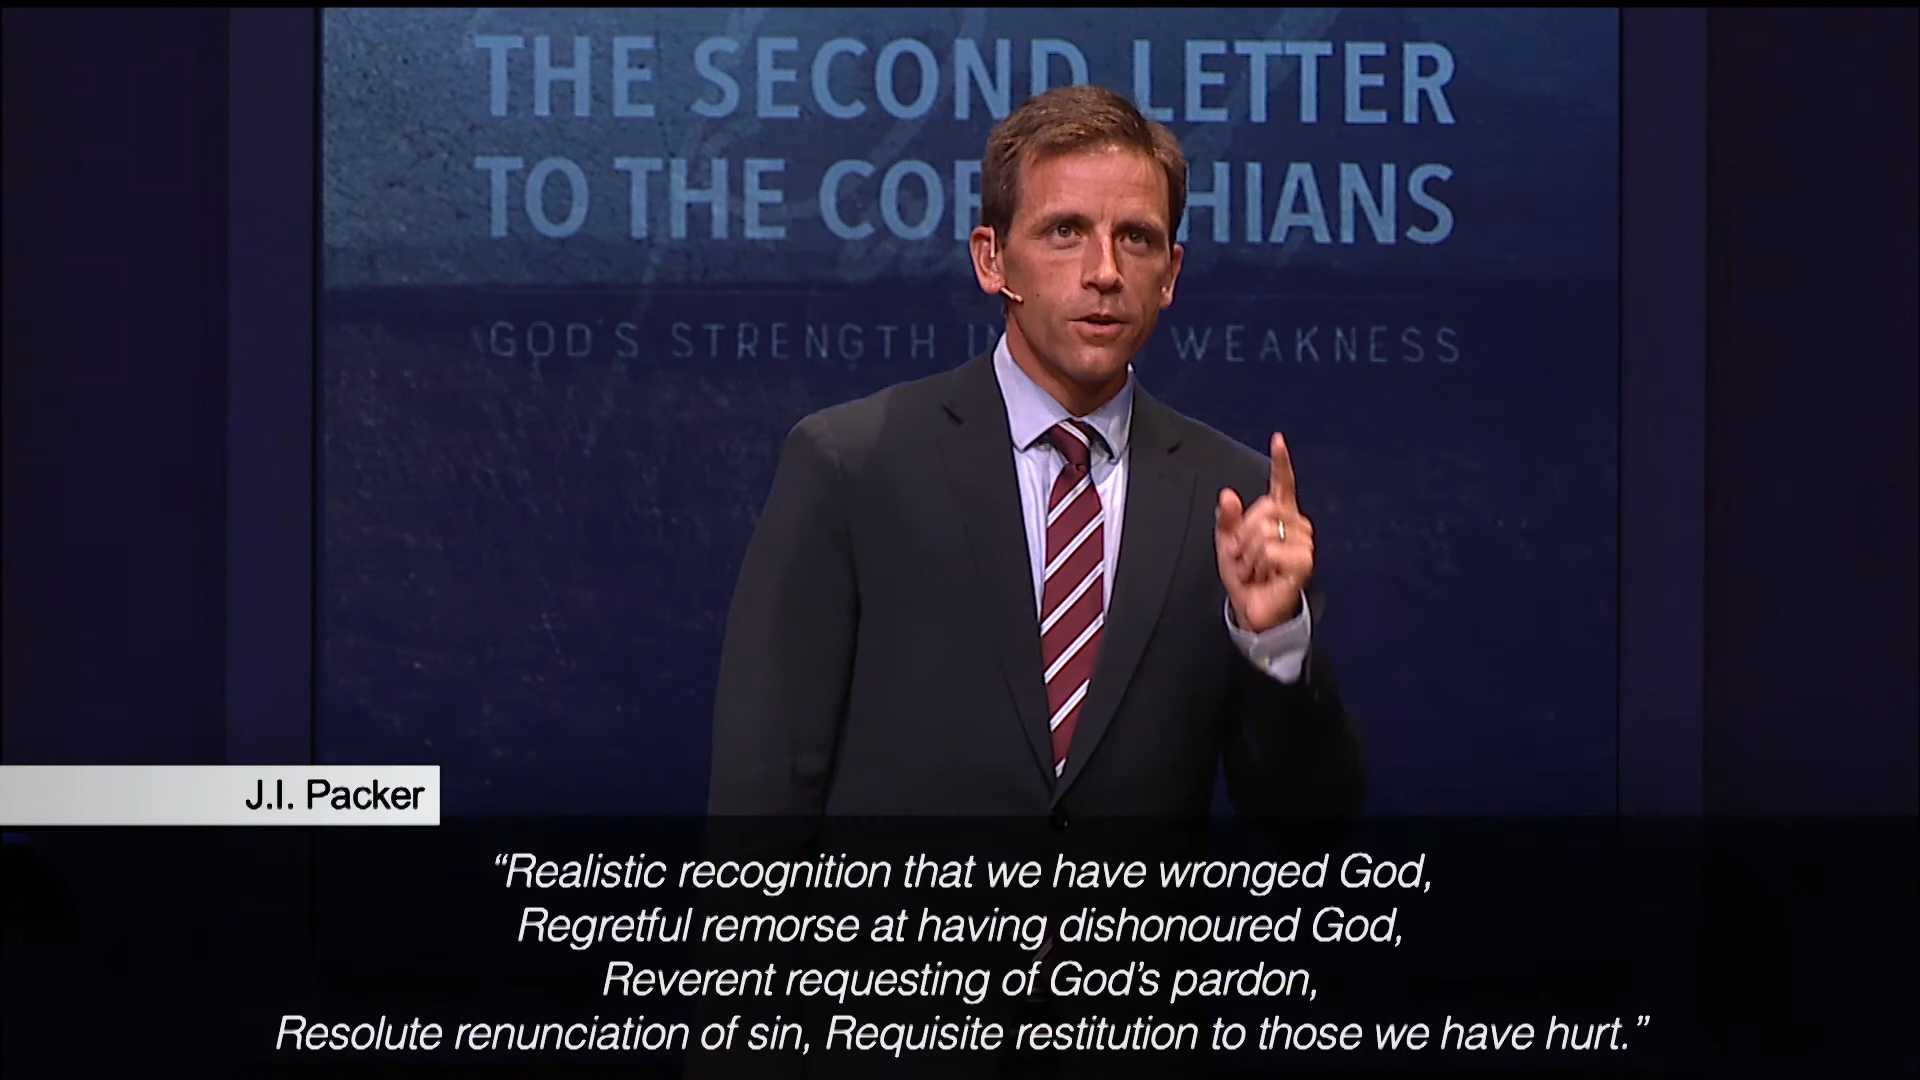 THE SECOND LETTER
TO THE COR HIANS
GOD'S STRENGTH IN WEAKNESS
J.I. Packer
“Realistic recognition that we have wronged God,
Regretful remorse at having dishonoured God,
Reverent requesting of God’s pardon,
Resolute renunciation of sin, Requisite restitution to those we have hurt.”